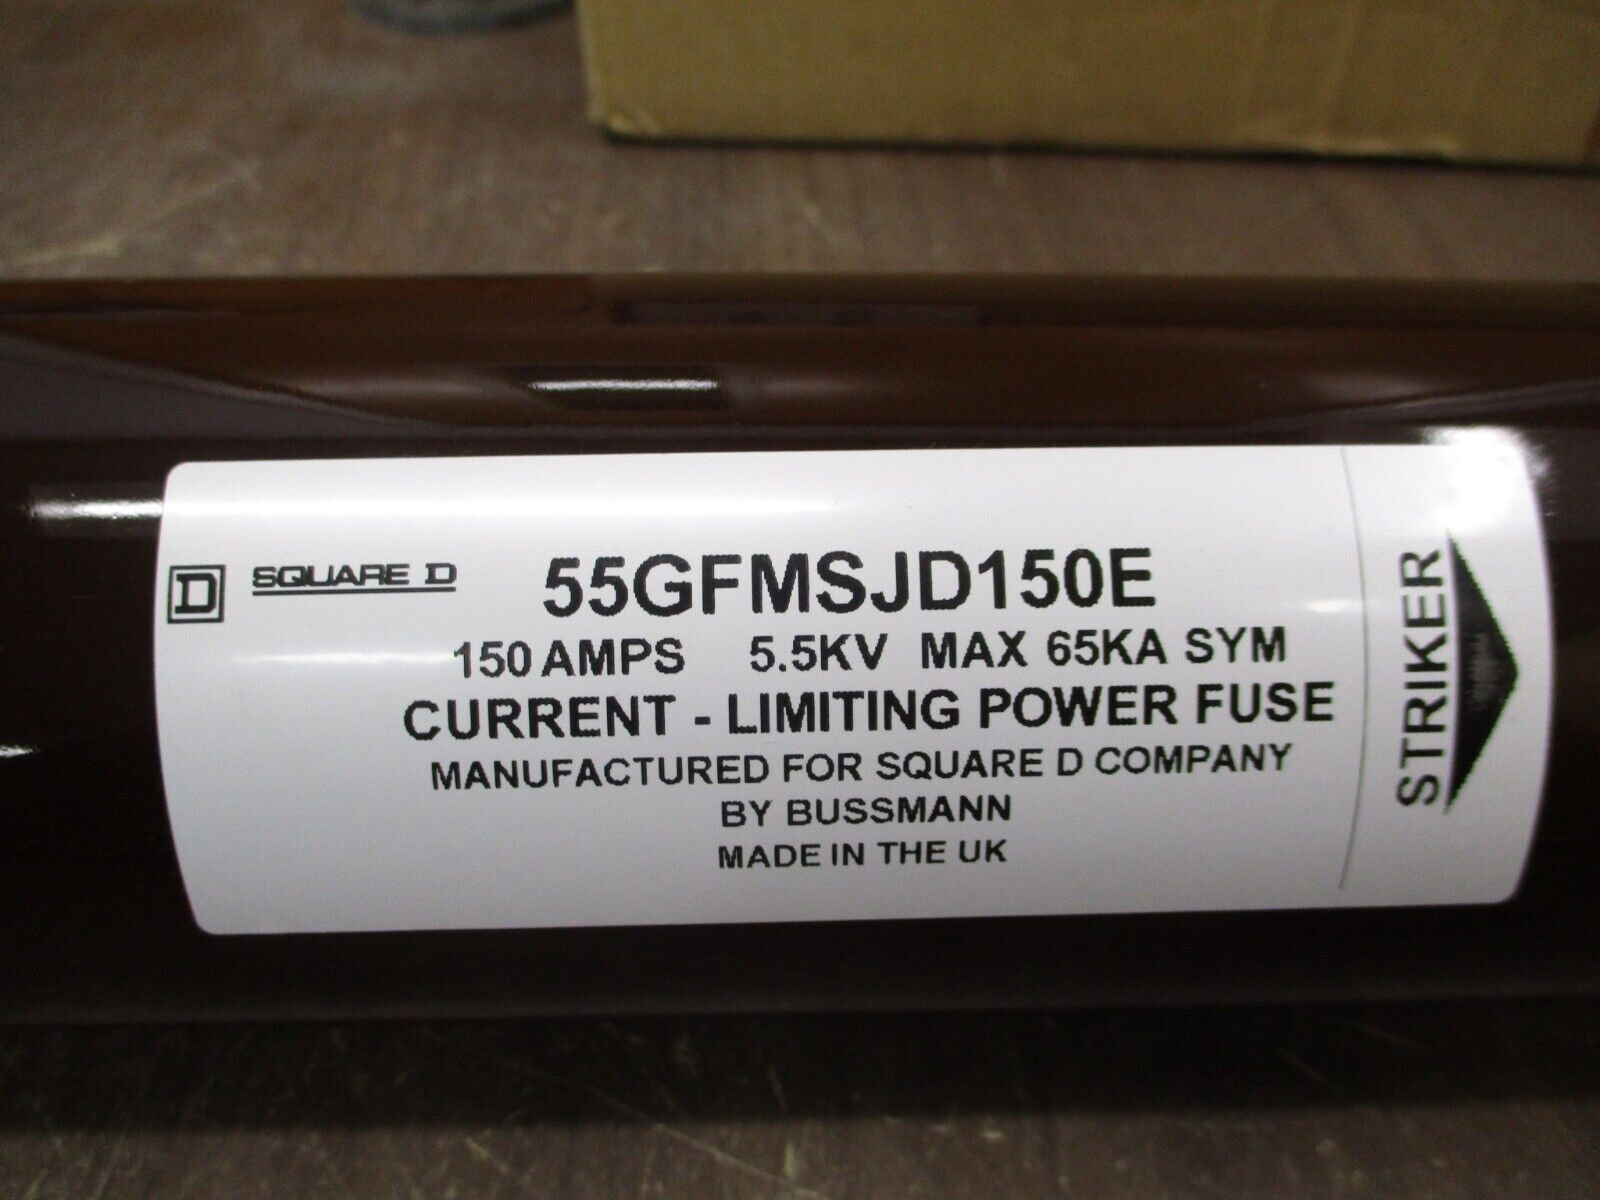 D SQUARE D 55GFMSJD150E
150 AMPS 5.5KV MAX 65KA SYM
CURRENT - LIMITING POWER FUSE
MANUFACTURED FOR SQUARE D COMPANY
BY BUSSMANN
MADE IN THE UK
STRIKER